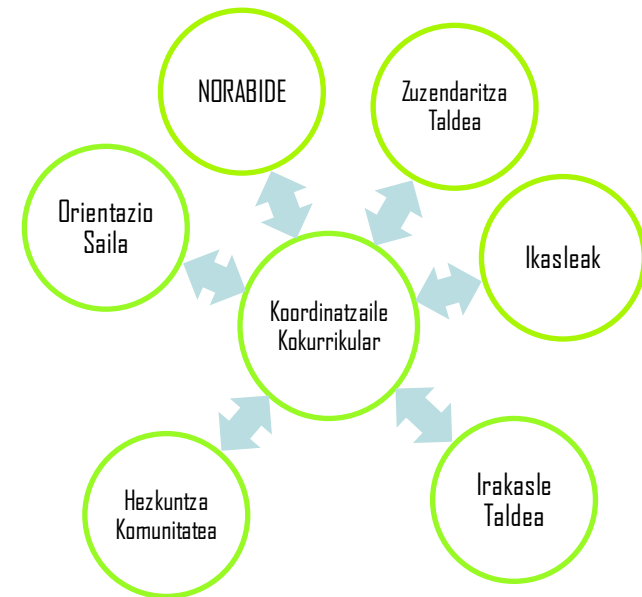 NORABIDE
Zuzendaritza
Taldea
Orientazio
Saila
Ikasleak
Koordinatzaile
Kokurrikular
Hezkuntza
Komunitatea
Irakasle
Taldea